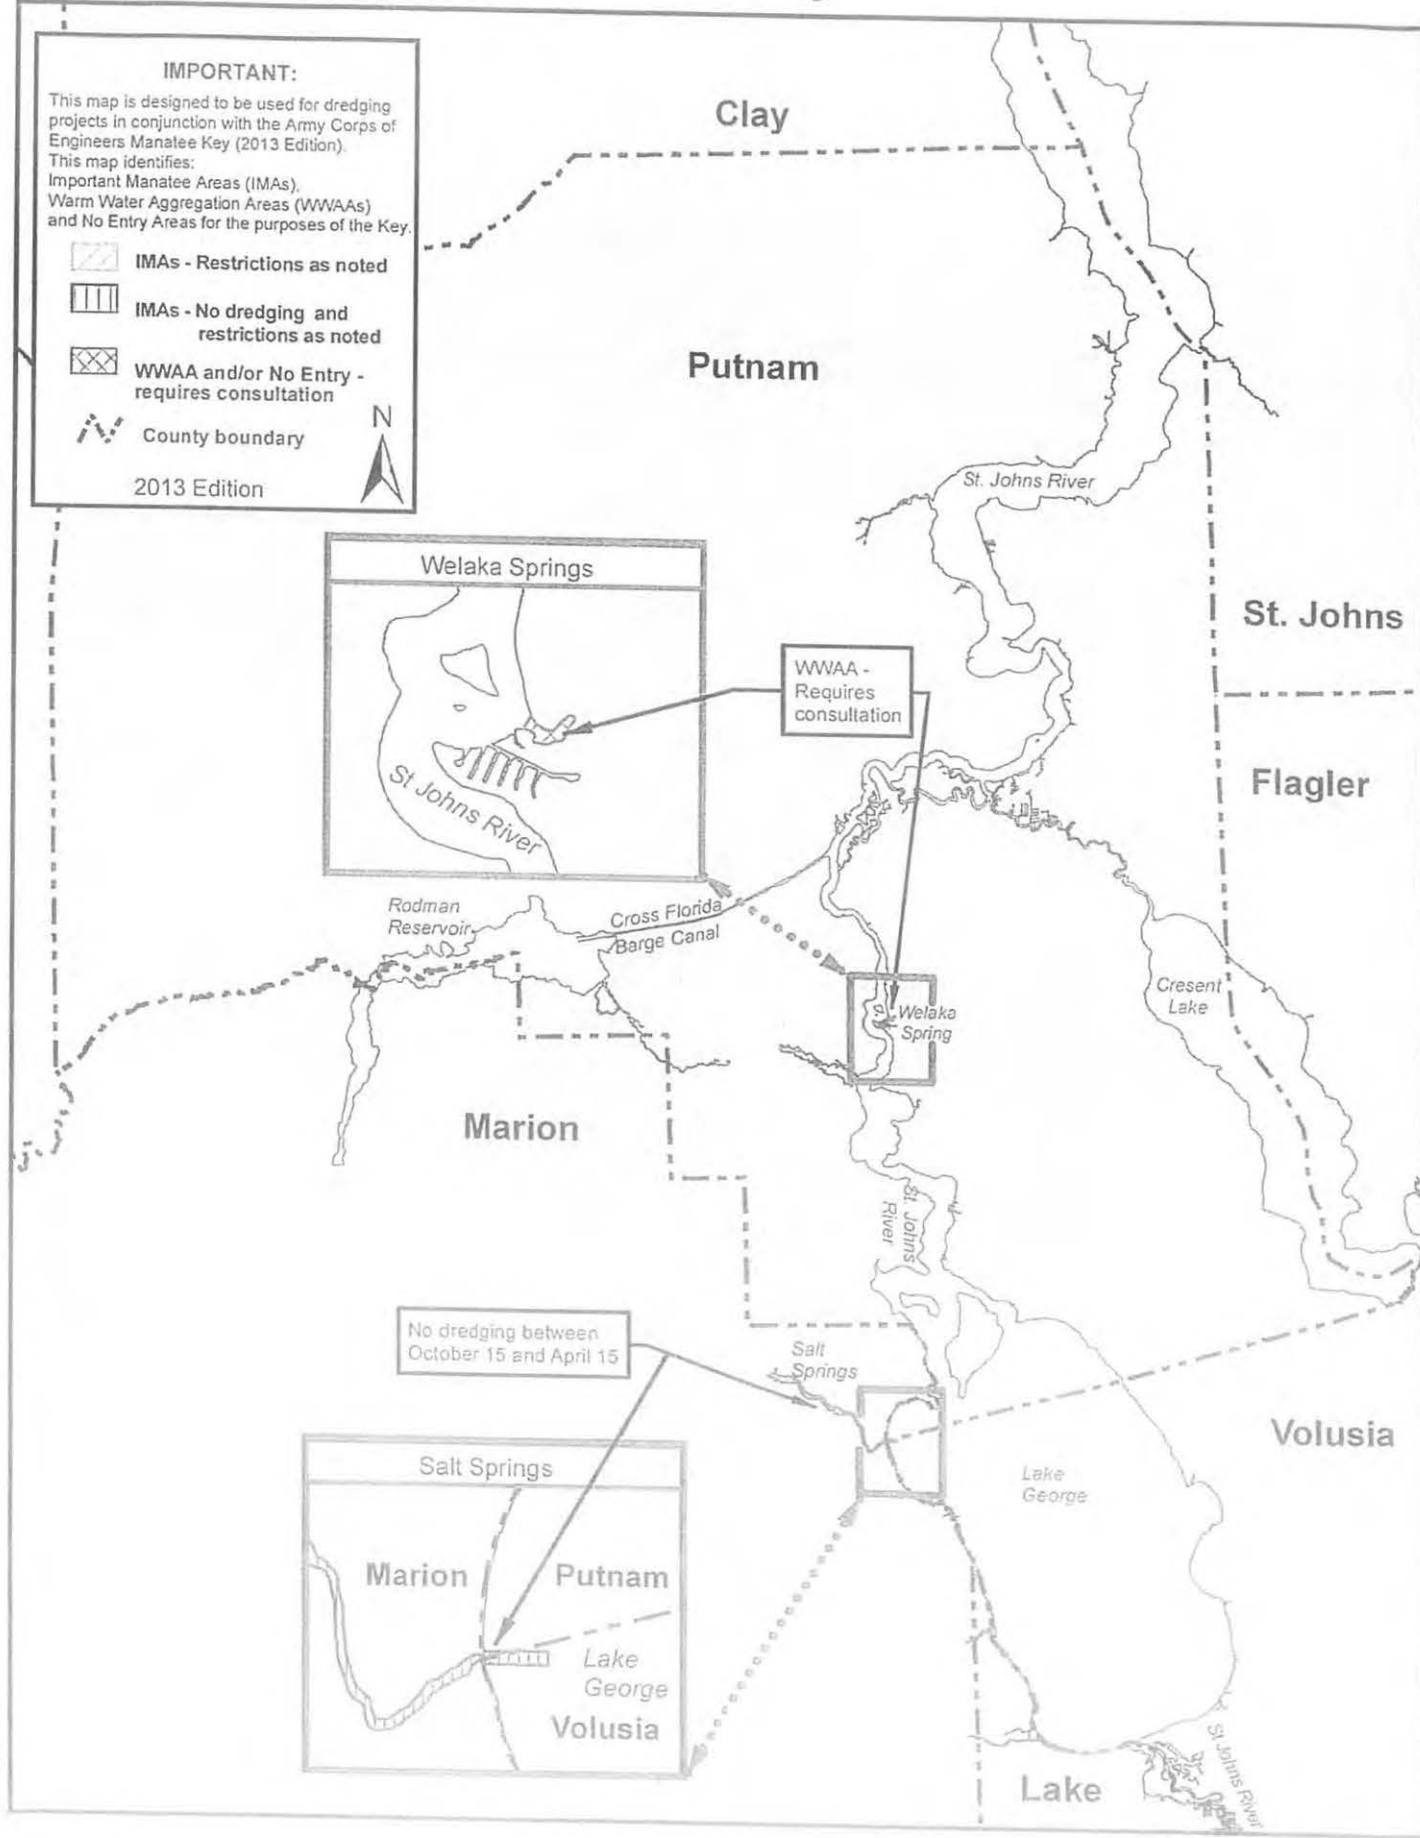 IMPORTANT:
This map is designed to be used for dredging
projects in conjunction with the Army Corps of
Engineers Manatee Key (2013 Edition).
This map identifies:
Important Manatee Areas (IMAs),
Warm Water Aggregation Areas (WWAAs)
and No Entry Areas for the purposes of the Key.
IMAs - Restrictions as noted
IMAs - No dredging and
restrictions as noted
WWAA and/or No Entry -
requires consultation
County boundary
N
2013 Edition
Clay
Putnam
St. Johns River
St. Johns
Flagler
Welaka Springs
St Johns River
WWAA -
Requires
consultation
Rodman
Reservoir
Cross Florida
Barge Canal
Welaka
Spring
Cresent
Lake
Marion
St. Johns
River
No dredging between
October 15 and April 15
Salt
Springs
Volusia
Lake
George
Salt Springs
Marion
Putnam
Lake
George
Volusia
St Johns River
Lake